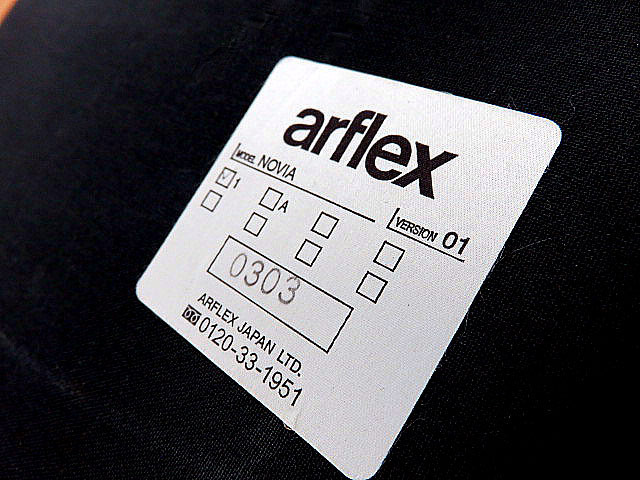 arflex
MODEL NOVIA
VERSION 01
1
A
0303
ARFLEX JAPAN LTD.
0120-33-1951